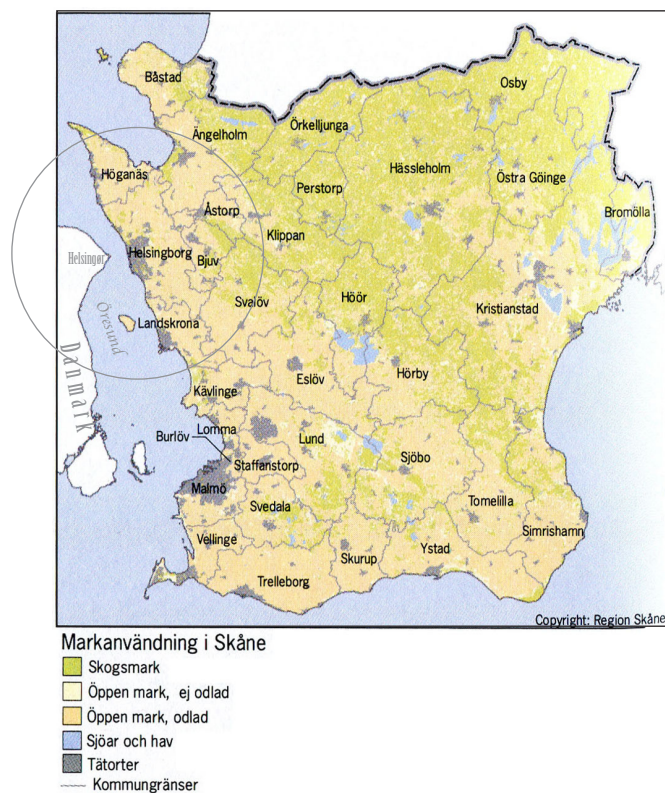 Osby
Båstad
Örkelljunga
Ängelholm
Hässleholm
Östra Göinge
Höganäs
Perstorp
Åstorp
Bromölla
Klippan
Helsingborg
Helsingør
Bjuv
Svalöv
Höör
Kristianstad
Öresund
Landskrona
Danmark
Eslöv
Hörby
Kävlinge
Lomma
Burlöv
Lund
Staffanstorp
Sjöbo
Malmö
Svedala
Tomelilla
Simrishamn
Vellinge
Skurup
Ystad
Trelleborg
Copyright: Region Skåne
Markanvändning i Skåne
Skogsmark
Öppen mark, ej odlad
Öppen mark, odlad
Sjöar och hav
Tätorter
Kommungränser